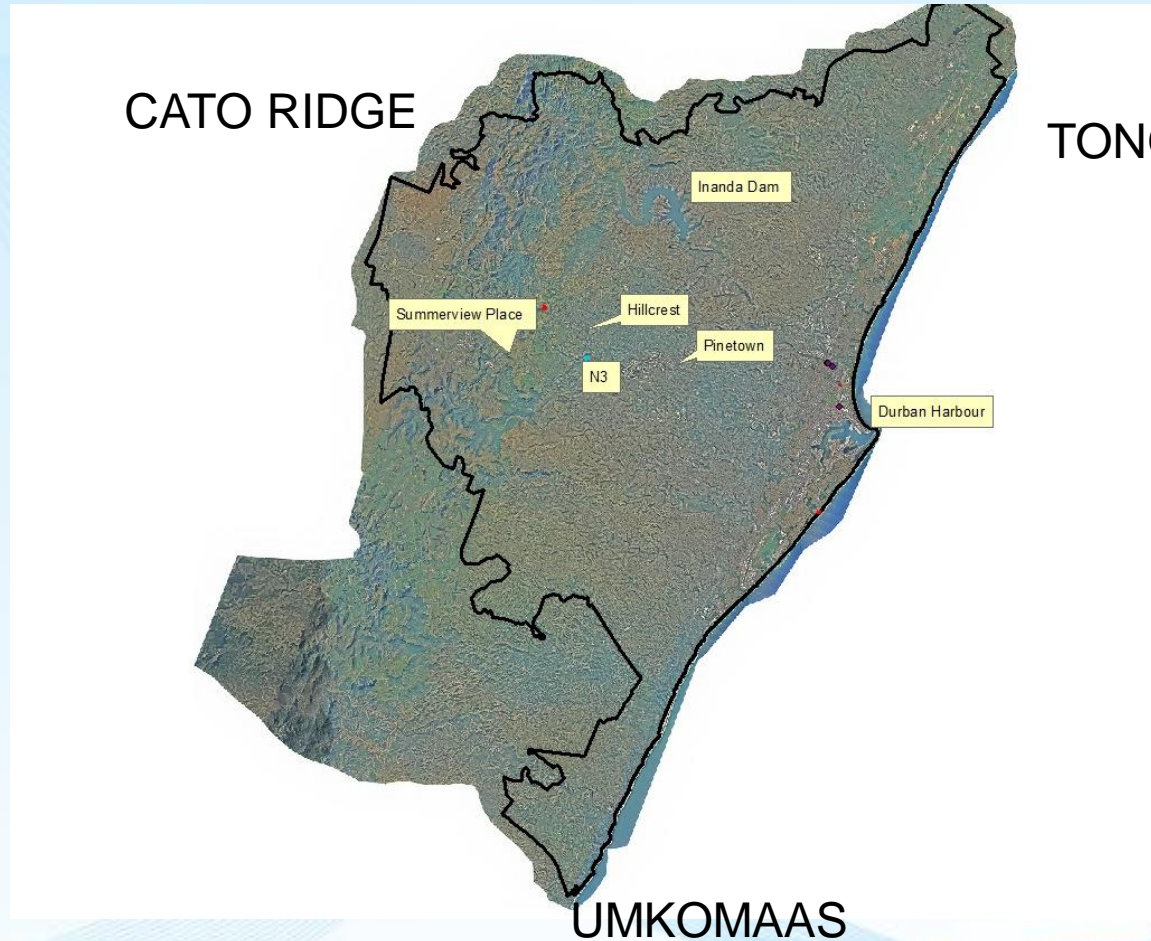 CATO RIDGE
TON
Inanda Dam
Summerview Place
Hillcrest
Pinetown
N3
Durban Harbour
UMKOMAAS